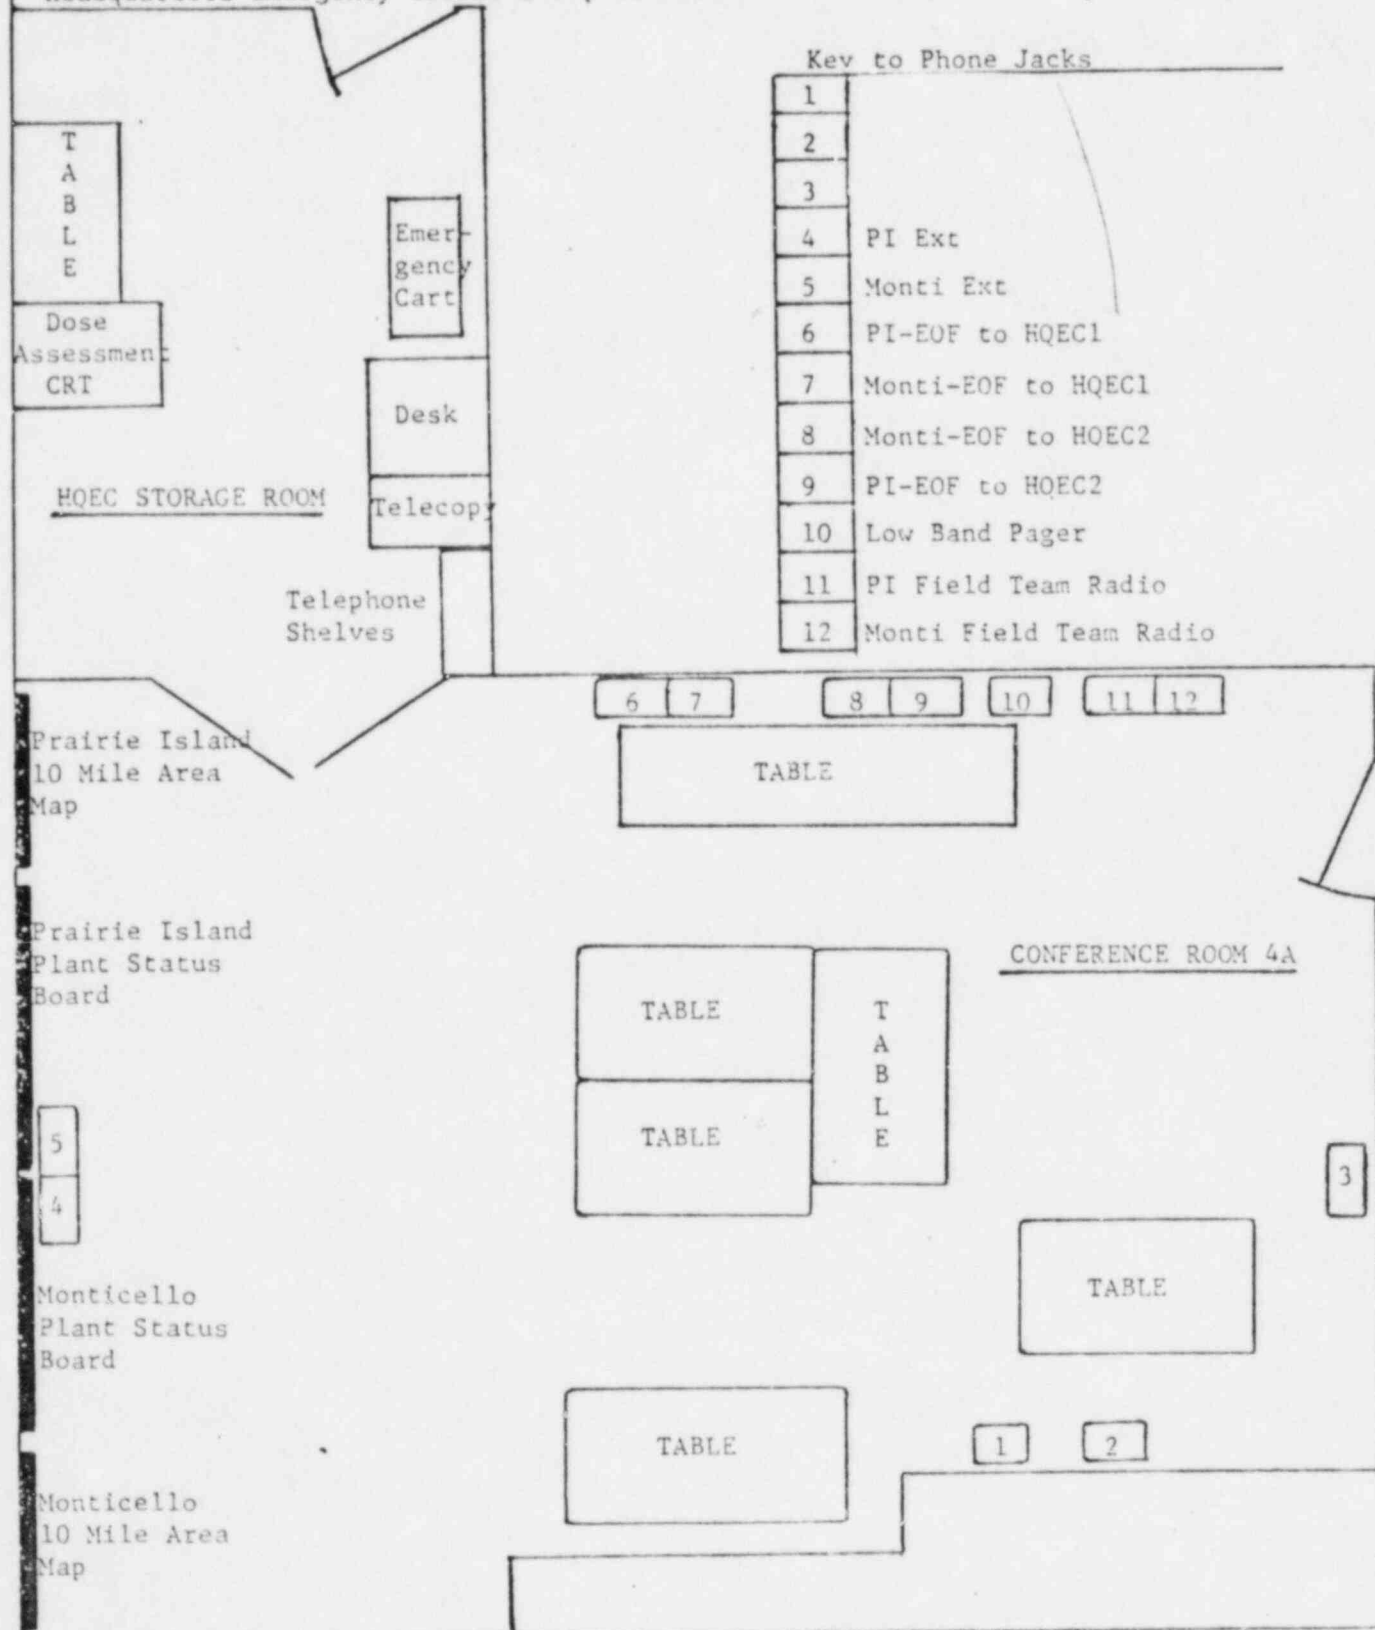 Key to Phone Jacks
1
2
3
4 PI Ext
5 Monti Ext
6 PI-EOF to HQEC1
7 Monti-EOF to HQEC1
8 Monti-EOF to HQEC2
9 PI-EOF to HQEC2
10 Low Band Pager
11 PI Field Team Radio
12 Monti Field Team Radio
TABLE
Emer-
gency
Cart
Dose
Assessment
CRT
Desk
HQEC STORAGE ROOM
Telecopy
Telephone
Shelves
6 7 8 9 10 11 12
Prairie Island
10 Mile Area
Map
TABLE
Prairie Island
Plant Status
Board
CONFERENCE ROOM 4A
TABLE
TABLE
TABLE
5
4
3
Monticello
Plant Status
Board
TABLE
TABLE
1 2
Monticello
10 Mile Area
Map